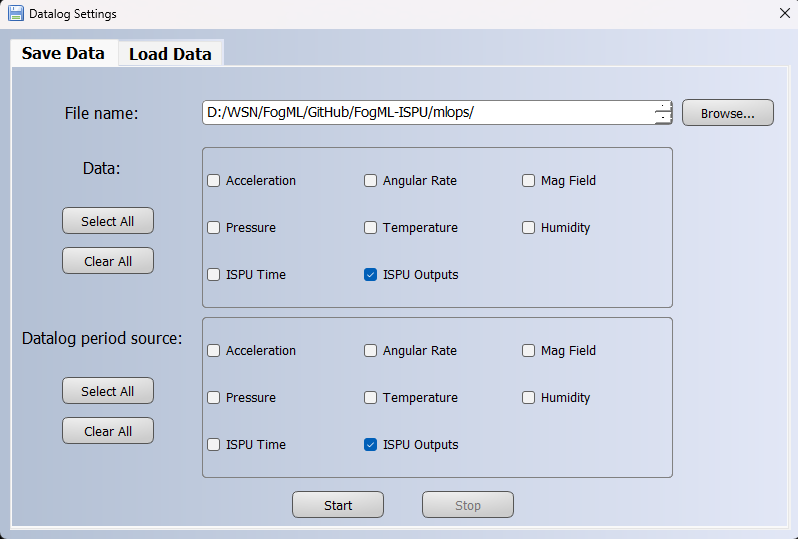 Datalog Settings
Save Data Load Data
File name: D:/WSN/FogML/GitHub/FogML-ISPU/mlops/ Browse...
Data:
Acceleration Angular Rate Mag Field
Select All
Pressure Temperature Humidity
Clear All
ISPU Time ISPU Outputs
Datalog period source:
Acceleration Angular Rate Mag Field
Select All
Pressure Temperature Humidity
Clear All
ISPU Time ISPU Outputs
Start Stop